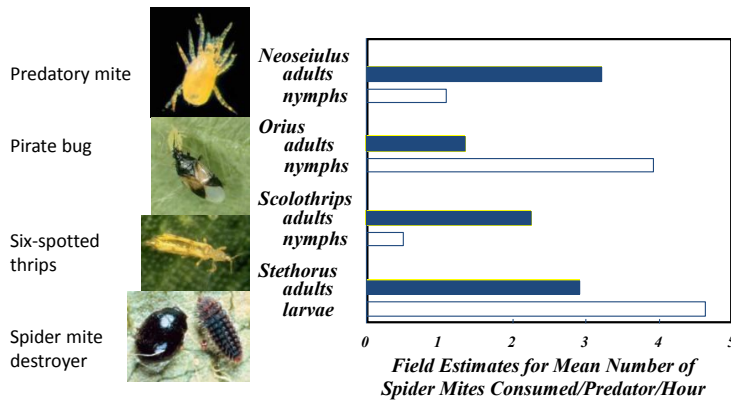 Predatory mite
Pirate bug
Six-spotted
thrips
Spider mite
destroyer
Neoseiulus
adults
nymphs
Orius
adults
nymphs
Scolothrips
adults
nymphs
Stethorus
adults
larvae
0 1 2 3 4 5
Field Estimates for Mean Number of
Spider Mites Consumed/Predator/Hour